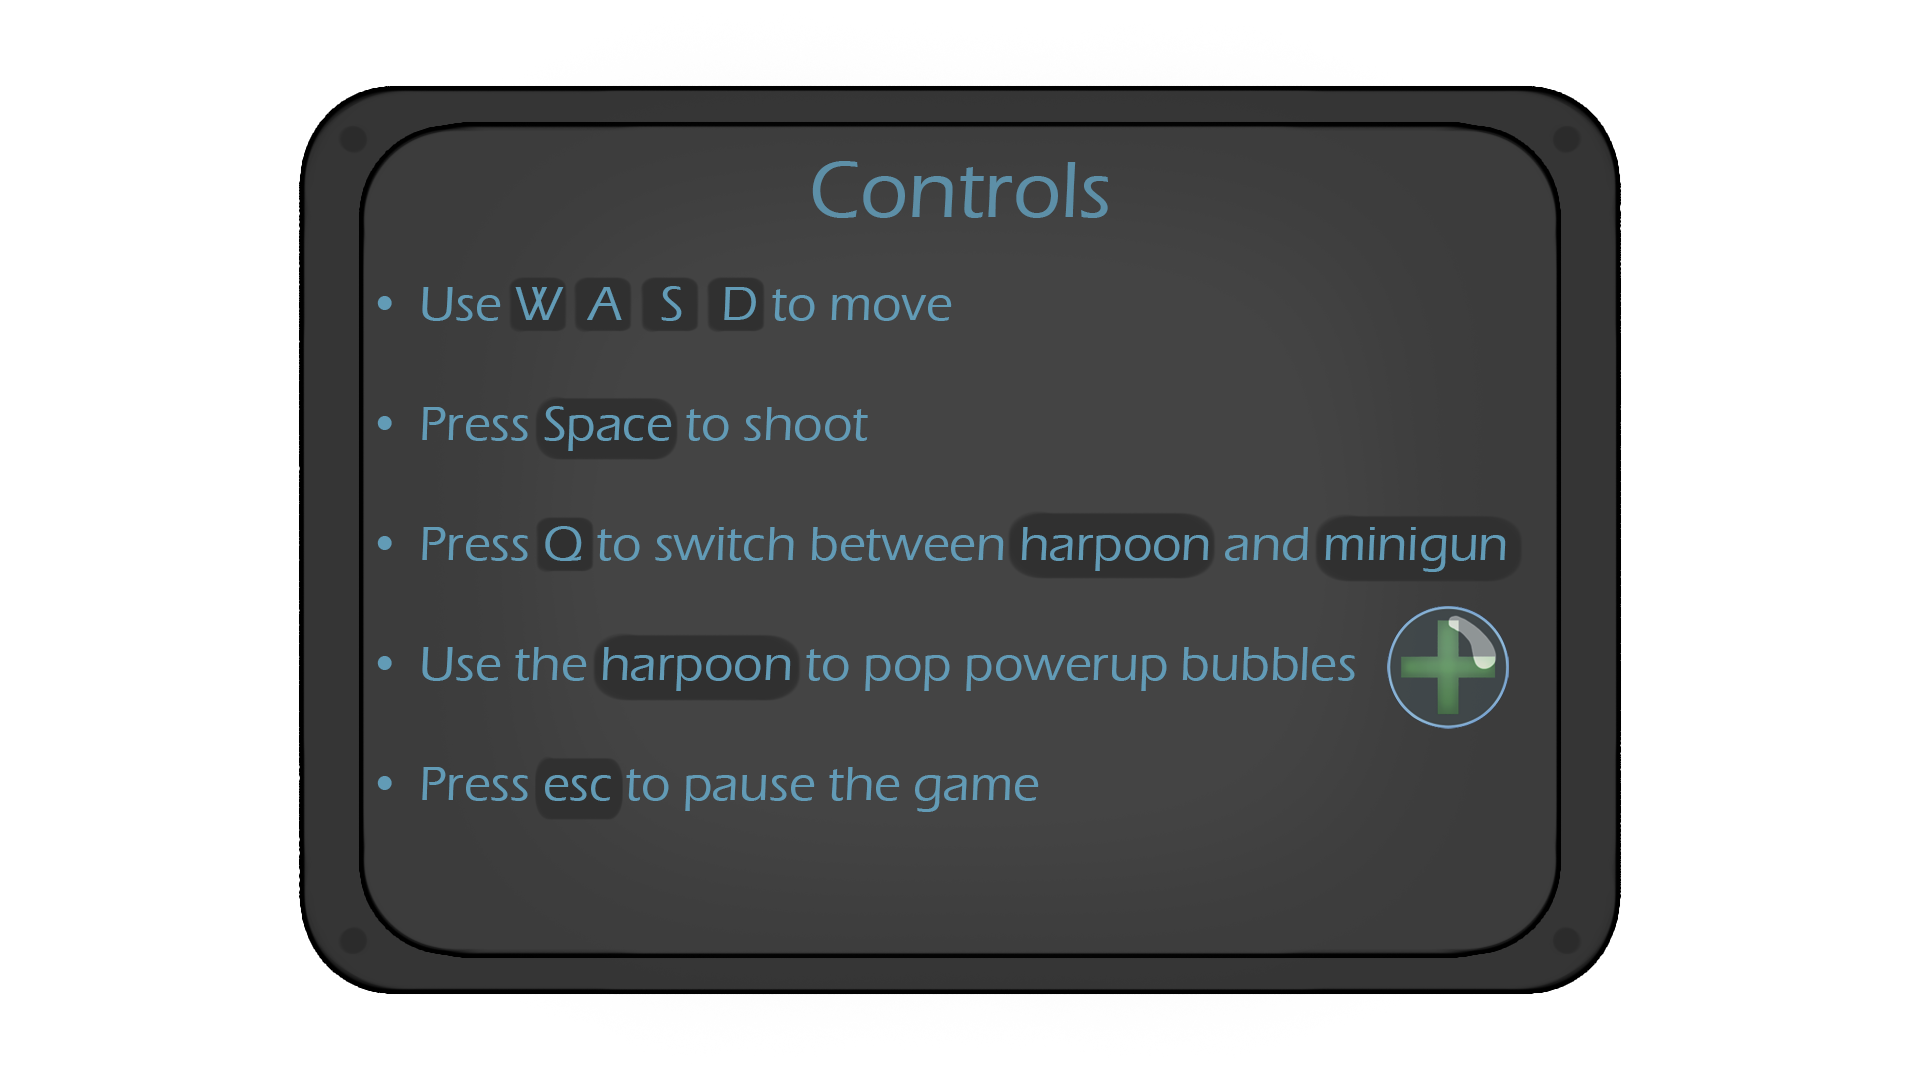 Controls
• Use W A S D to move
• Press Space to shoot
• Press Q to switch between harpoon and minigun
• Use the harpoon to pop powerup bubbles
• Press esc to pause the game